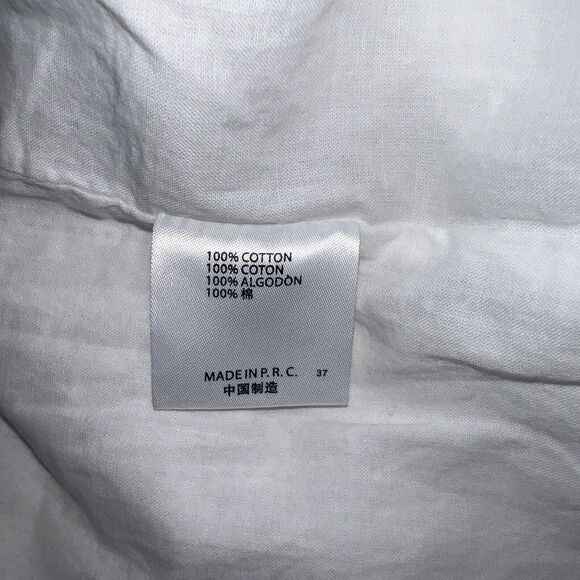 100% COTTON
100% COTON
100% ALGODÒN
100% 棉
MADE IN P. R. C. 37
中国制造